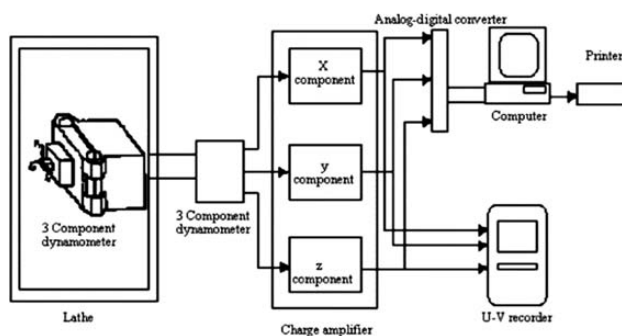 Analog-digital converter
X
component
y
component
z
component
3 Component
dynamometer
3 Component
dynamometer
Lathe
Charge amplifier
Computer
Printer
U-V recorder